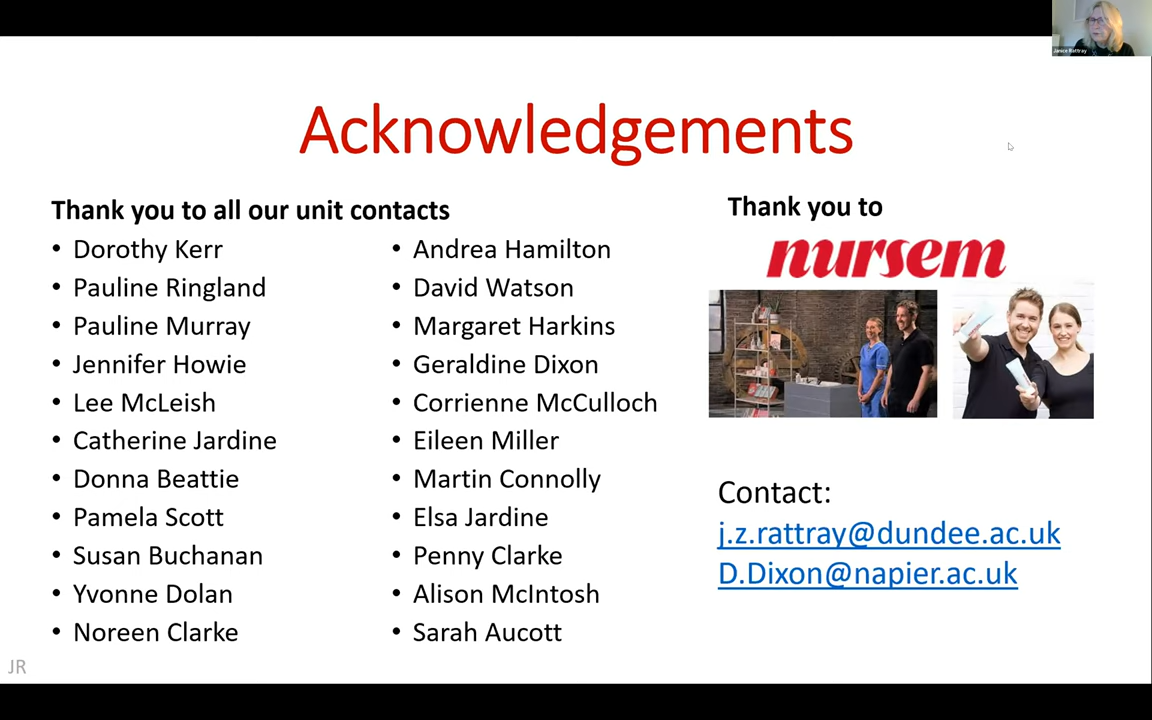 Janice Rattray
Acknowledgements
Thank you to all our unit contacts
• Dorothy Kerr
• Pauline Ringland
• Pauline Murray
• Jennifer Howie
• Lee McLeish
• Catherine Jardine
• Donna Beattie
• Pamela Scott
• Susan Buchanan
• Yvonne Dolan
• Noreen Clarke
• Andrea Hamilton
• David Watson
• Margaret Harkins
• Geraldine Dixon
• Corrienne McCulloch
• Eileen Miller
• Martin Connolly
• Elsa Jardine
• Penny Clarke
• Alison McIntosh
• Sarah Aucott
Thank you to
nursem
Contact:
j.z.rattray@dundee.ac.uk
D.Dixon@napier.ac.uk
JR